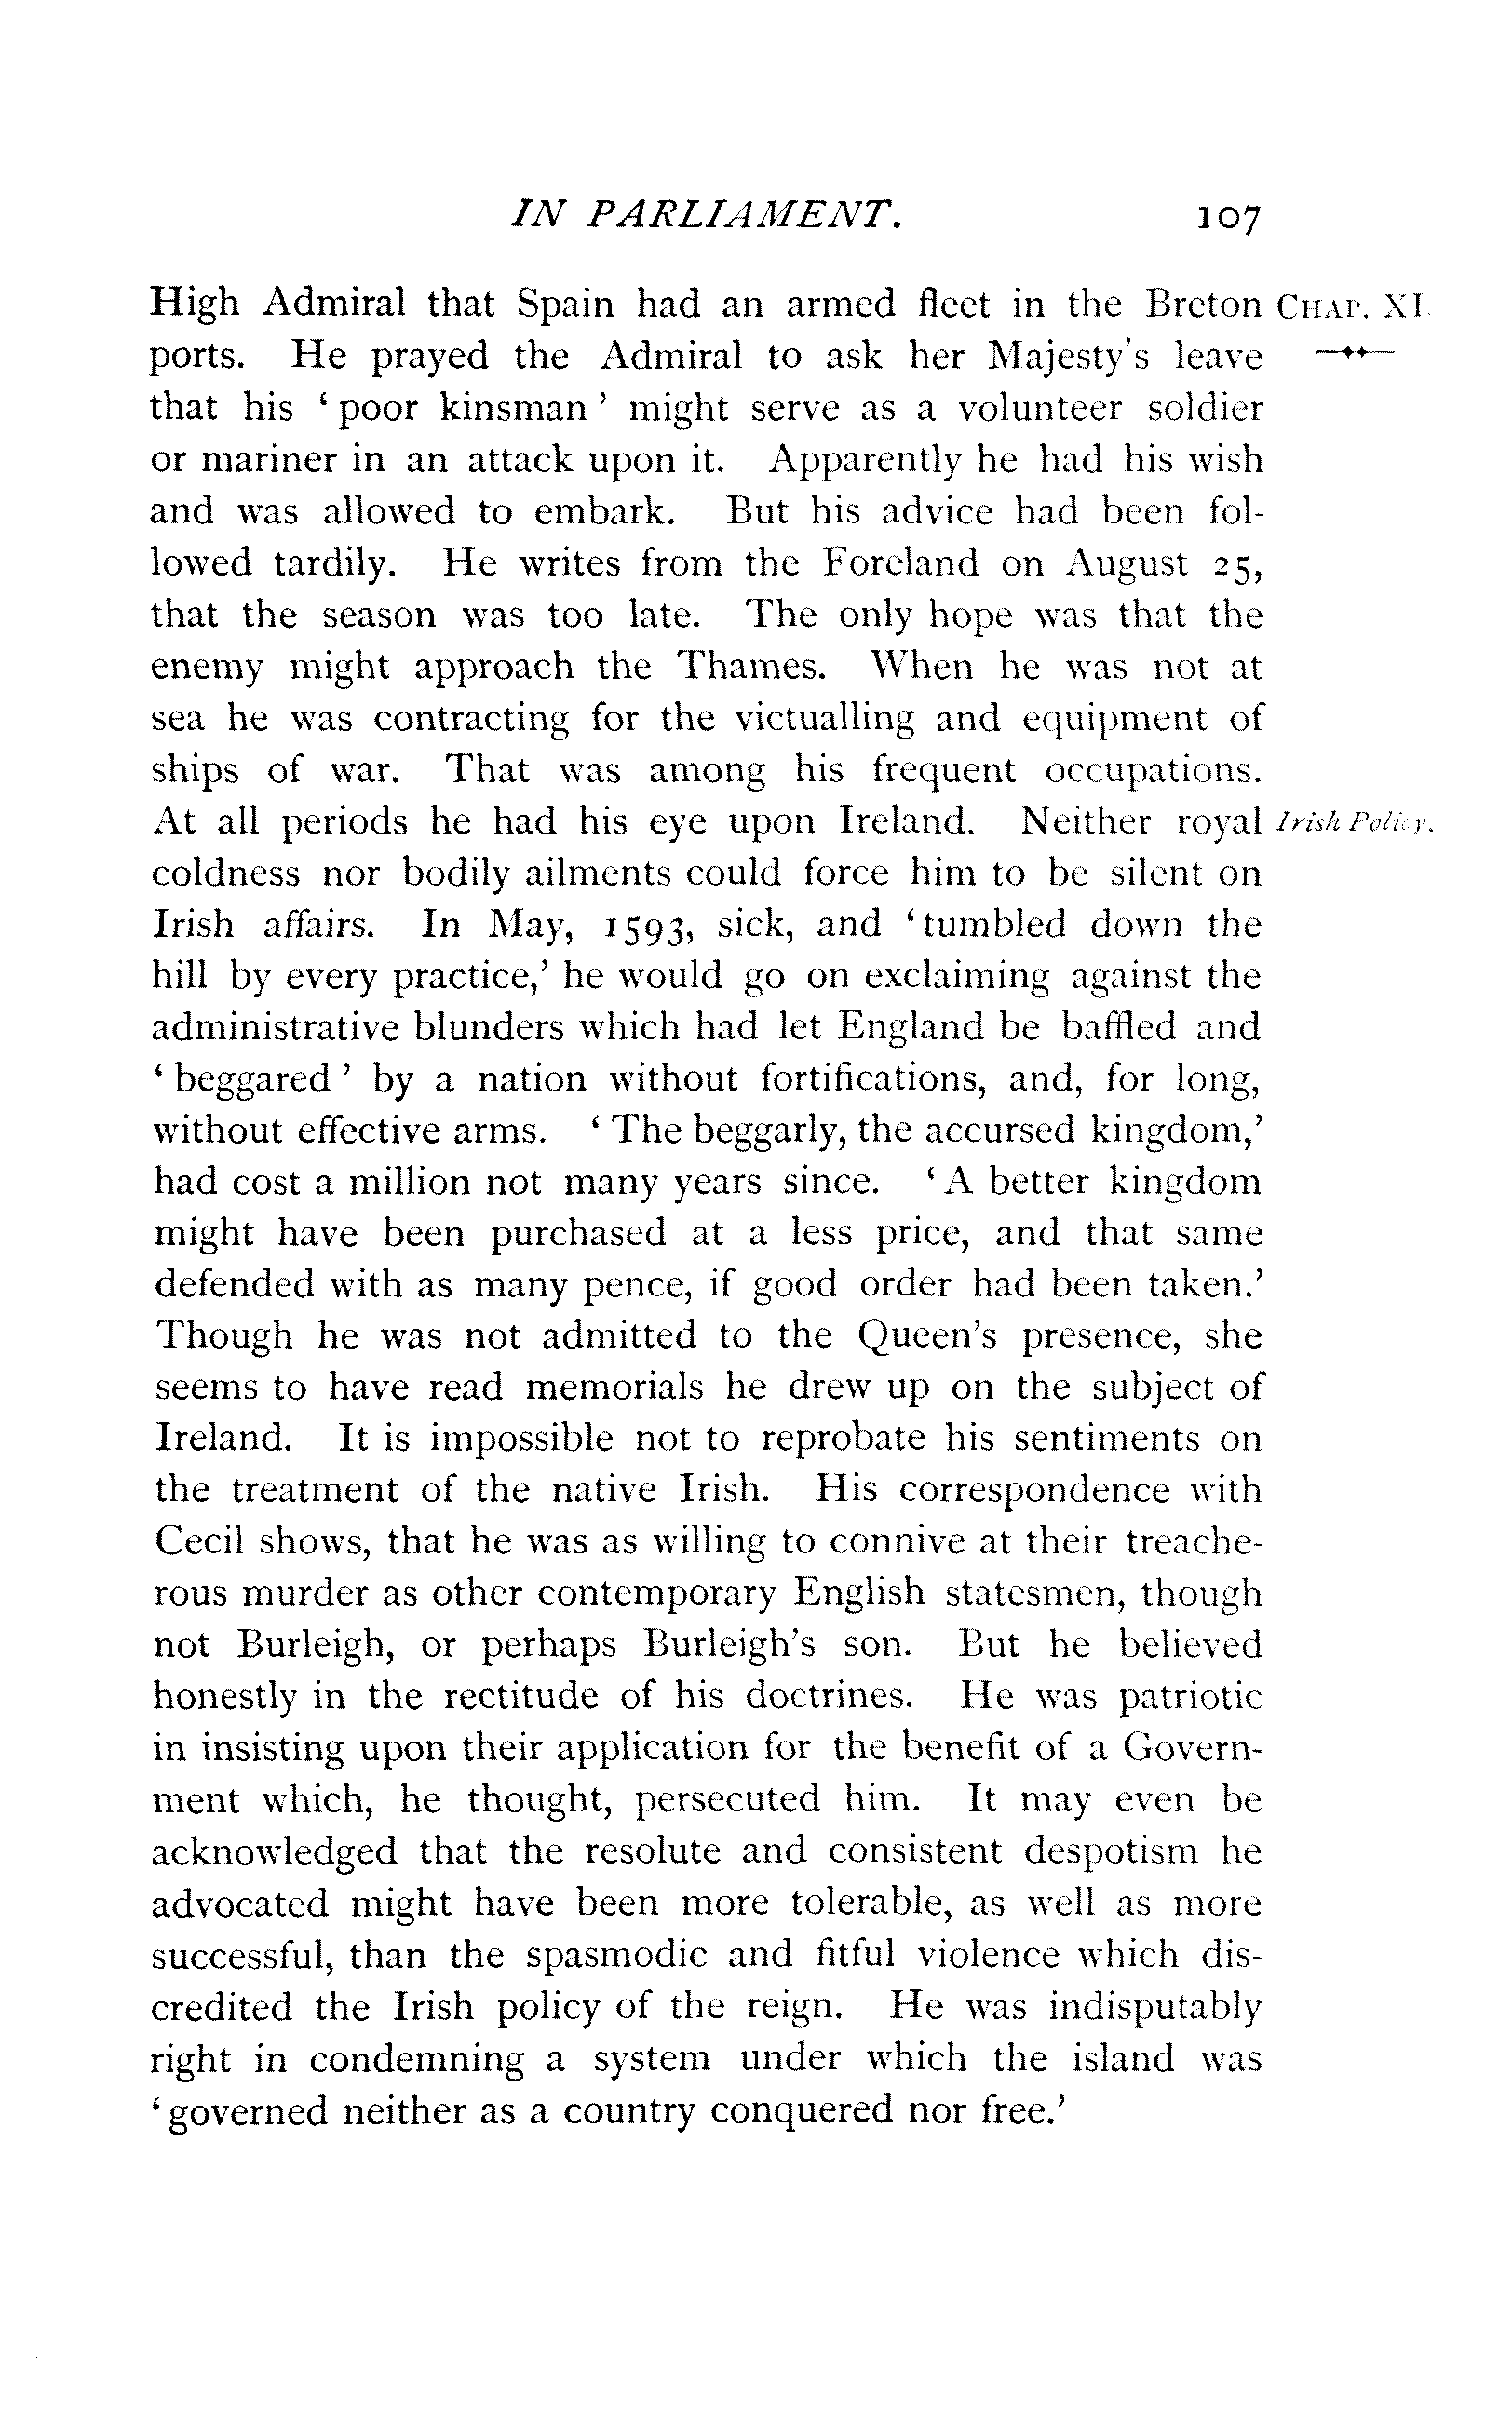 IN PARLIAMENT. 107
High Admiral that Spain had an armed fleet in the Breton CHAP. XI.
ports. He prayed the Admiral to ask her Majesty's leave
that his ‘ poor kinsman ’ might serve as a volunteer soldier
or mariner in an attack upon it. Apparently he had his wish
and was allowed to embark. But his advice had been fol-
lowed tardily. He writes from the Foreland on August 25,
that the season was too late. The only hope was that the
enemy might approach the Thames. When he was not at
sea he was contracting for the victualling and equipment of
ships of war. That was among his frequent occupations.
At all periods he had his eye upon Ireland. Neither royal Irish Policy.
coldness nor bodily ailments could force him to be silent on
Irish affairs. In May, 1593, sick, and ‘tumbled down the
hill by every practice,’ he would go on exclaiming against the
administrative blunders which had let England be baffled and
‘ beggared ’ by a nation without fortifications, and, for long,
without effective arms. ‘ The beggarly, the accursed kingdom,’
had cost a million not many years since. ‘ A better kingdom
might have been purchased at a less price, and that same
defended with as many pence, if good order had been taken.’
Though he was not admitted to the Queen's presence, she
seems to have read memorials he drew up on the subject of
Ireland. It is impossible not to reprobate his sentiments on
the treatment of the native Irish. His correspondence with
Cecil shows, that he was as willing to connive at their treache-
rous murder as other contemporary English statesmen, though
not Burleigh, or perhaps Burleigh's son. But he believed
honestly in the rectitude of his doctrines. He was patriotic
in insisting upon their application for the benefit of a Govern-
ment which, he thought, persecuted him. It may even be
acknowledged that the resolute and consistent despotism he
advocated might have been more tolerable, as well as more
successful, than the spasmodic and fitful violence which dis-
credited the Irish policy of the reign. He was indisputably
right in condemning a system under which the island was
‘governed neither as a country conquered nor free.’